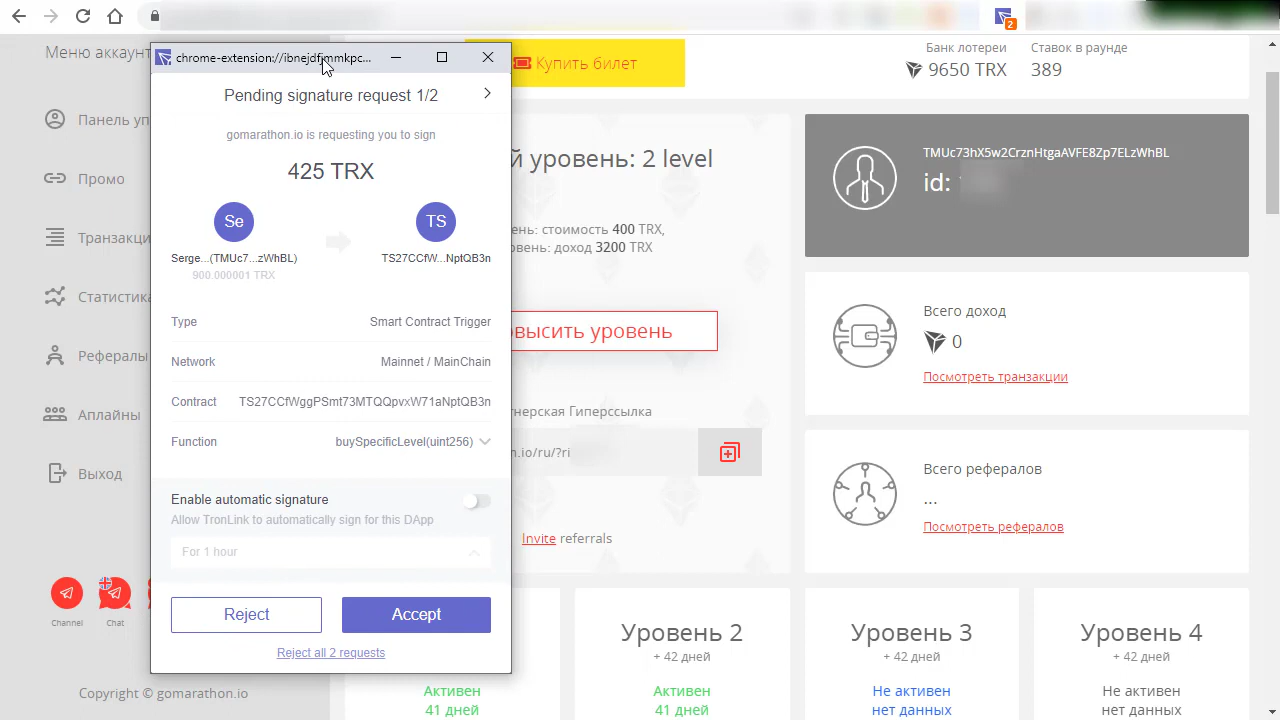 2
Меню аккаунт
chrome-extension://ibnejdfjmmkpc...
Pending signature request 1/2
gomarathon.io is requesting you to sign
425 TRX
Se
TS
Serge...(TMUc7...zWhBL)
TS27CCfW...NptQB3n
900.000001 TRX
Type
Smart Contract Trigger
Network
Mainnet / MainChain
Contract
TS27CCfWggPSmt73MTQQpvxW71aNptQB3n
Function
buySpecificLevel(uint256)
Enable automatic signature
Allow TronLink to automatically sign for this DApp
For 1 hour
Reject
Accept
Reject all 2 requests
Панель уп
Промо
Транзакци
Статистика
Рефералы
Аплайны
Выход
Channel
Chat
Copyright © gomarathon.io
Купить билет
Банк лотереи
9650 TRX
Ставок в раунде
389
й уровень: 2 level
ень: стоимость 400 TRX,
овень: доход 3200 TRX
овысить уровень
тнерская Гиперссылка
n.io/ru/?ri
Invite referrals
TMUc73hX5w2CrznHtgaAVFE8Zp7ELzWhBL
id:
Всего доход
0
Посмотреть транзакции
Всего рефералов
...
Посмотреть рефералов
Активен
41 дней
Уровень 2
+ 42 дней
Активен
41 дней
Уровень 3
+ 42 дней
Не активен
нет данных
Уровень 4
+ 42 дней
Не активен
нет данных